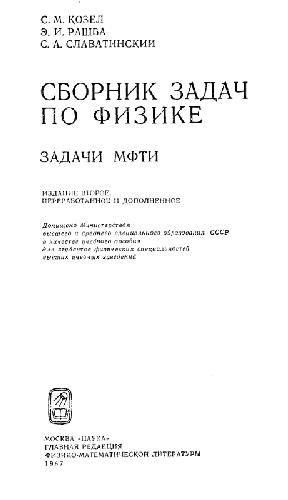 С. М. КОЗЕЛ
Э. И. РАШБА
С. А. СЛАВАТИНСКИЙ
СБОРНИК ЗАДАЧ
ПО ФИЗИКЕ
ЗАДАЧИ МФТИ
ИЗДАНИЕ ВТОРОЕ,
ПЕРЕРАБОТАННОЕ И ДОПОЛНЕННОЕ
Допущено Министерством
высшего и среднего специального образования СССР
в качестве учебного пособия
для студентов физических специальностей
высших учебных заведений
МОСКВА «НАУКА»
ГЛАВНАЯ РЕДАКЦИЯ
ФИЗИКО-МАТЕМАТИЧЕСКОЙ ЛИТЕРАТУРЫ